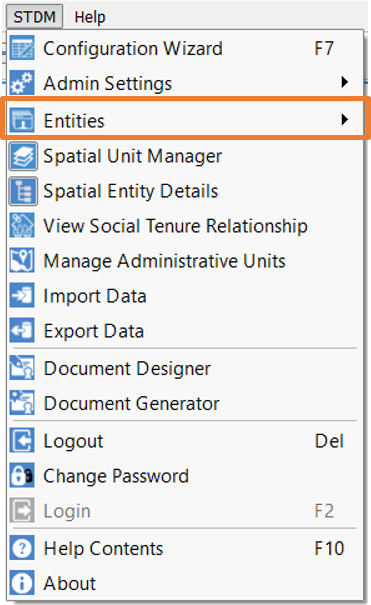 STDM Help
Configuration Wizard F7
Admin Settings
Entities
Spatial Unit Manager
Spatial Entity Details
View Social Tenure Relationship
Manage Administrative Units
Import Data
Export Data
Document Designer
Document Generator
Logout Del
Change Password
Login F2
Help Contents F10
About